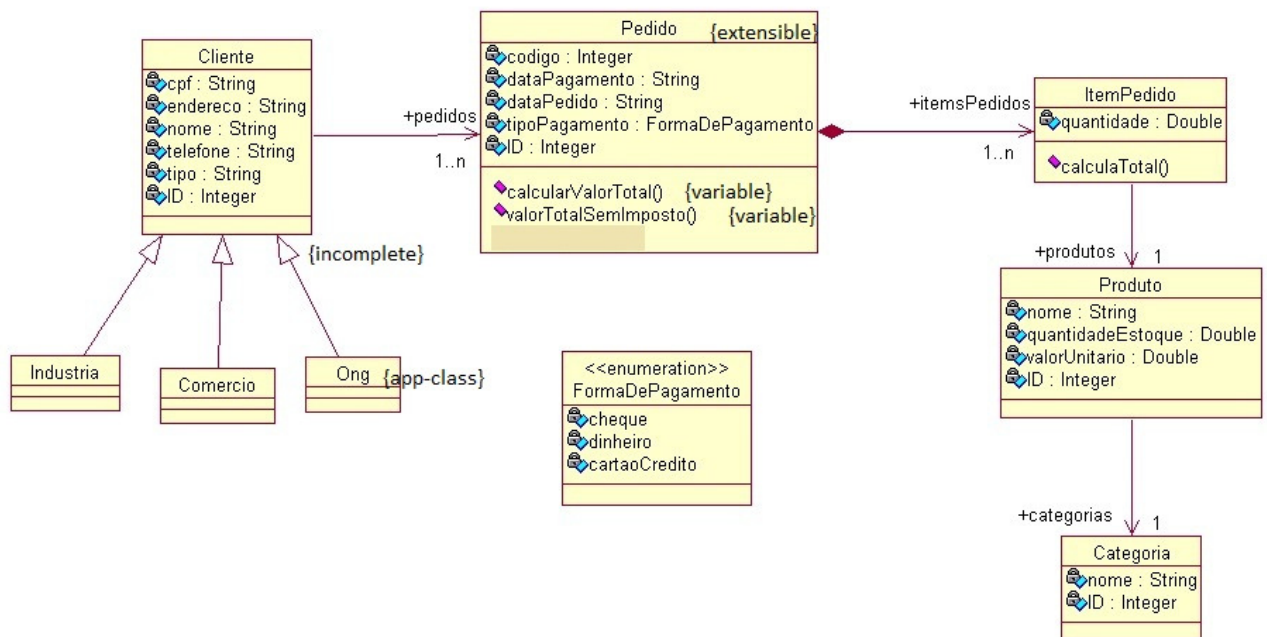 Cliente
cpf : String
endereco : String
nome : String
telefone : String
tipo : String
ID : Integer
+pedidos
1..n
Pedido {extensible}
codigo : Integer
dataPagamento : String
dataPedido : String
tipoPagamento : FormaDePagamento
ID : Integer
calcularValorTotal() {variable}
valorTotalSemImposto() {variable}
+itemsPedidos
1..n
ItemPedido
quantidade : Double
calculaTotal()
{incomplete}
Industria
Comercio
Ong {app-class}
<<enumeration>>
FormaDePagamento
cheque
dinheiro
cartaoCredito
+produtos 1
Produto
nome : String
quantidadeEstoque : Double
valorUnitario : Double
ID : Integer
+categorias 1
Categoria
nome : String
ID : Integer